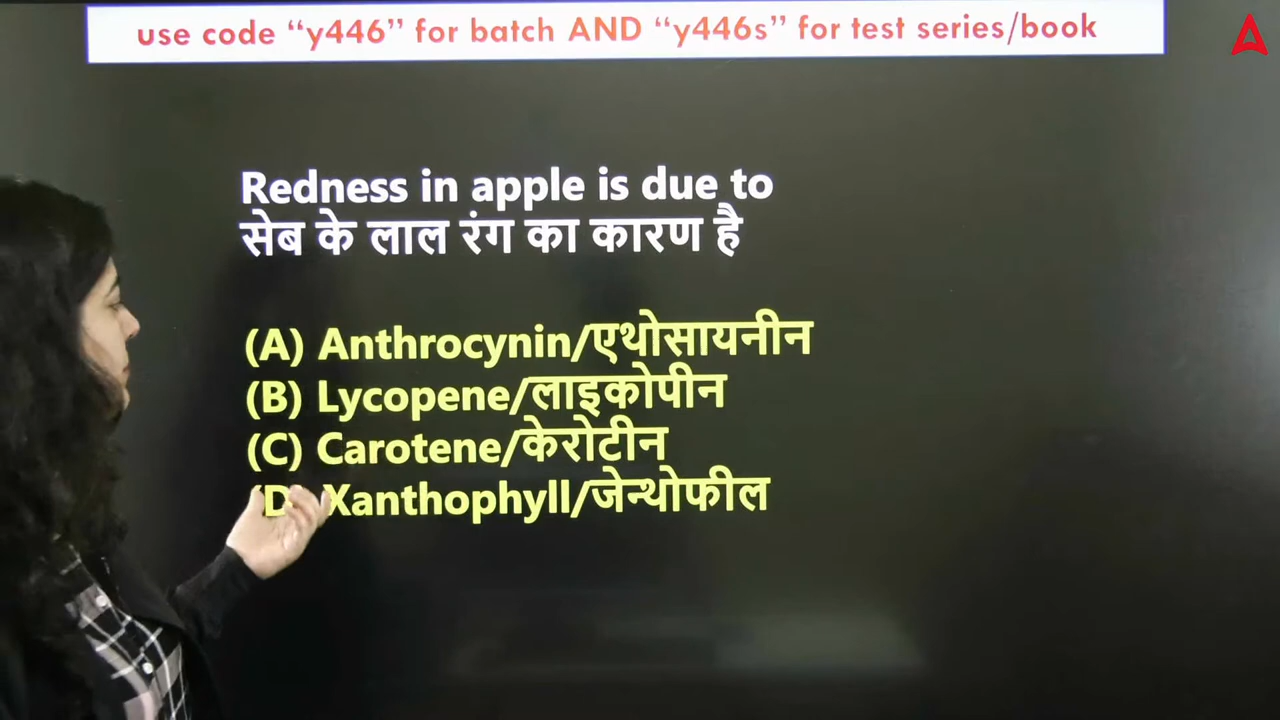 use code “y446” for batch AND “y446s” for test series/book
Redness in apple is due to
सेब के लाल रंग का कारण है
(A) Anthrocynin/एथोसायनीन
(B) Lycopene/लाइकोपीन
(C) Carotene/केरोटीन
(D) Xanthophyll/जेन्थोफील